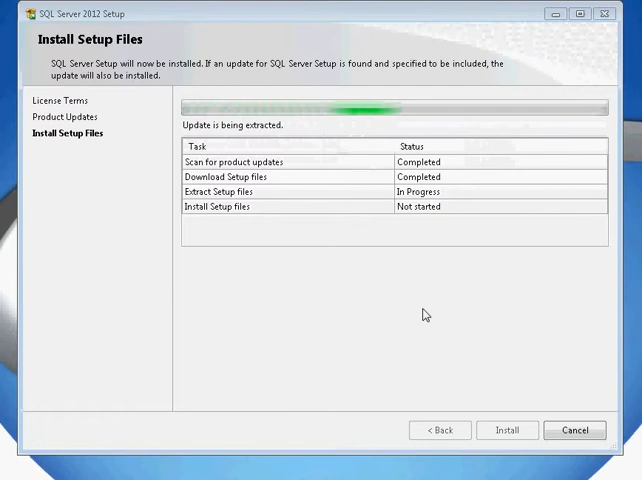 SQL Server 2012 Setup
Install Setup Files
SQL Server Setup will now be installed. If an update for SQL Server Setup is found and specified to be included, the
update will also be installed.
License Terms
Product Updates
Install Setup Files
Update is being extracted.
Task Status
Scan for product updates Completed
Download Setup files Completed
Extract Setup files In Progress
Install Setup files Not started
< Back Install Cancel